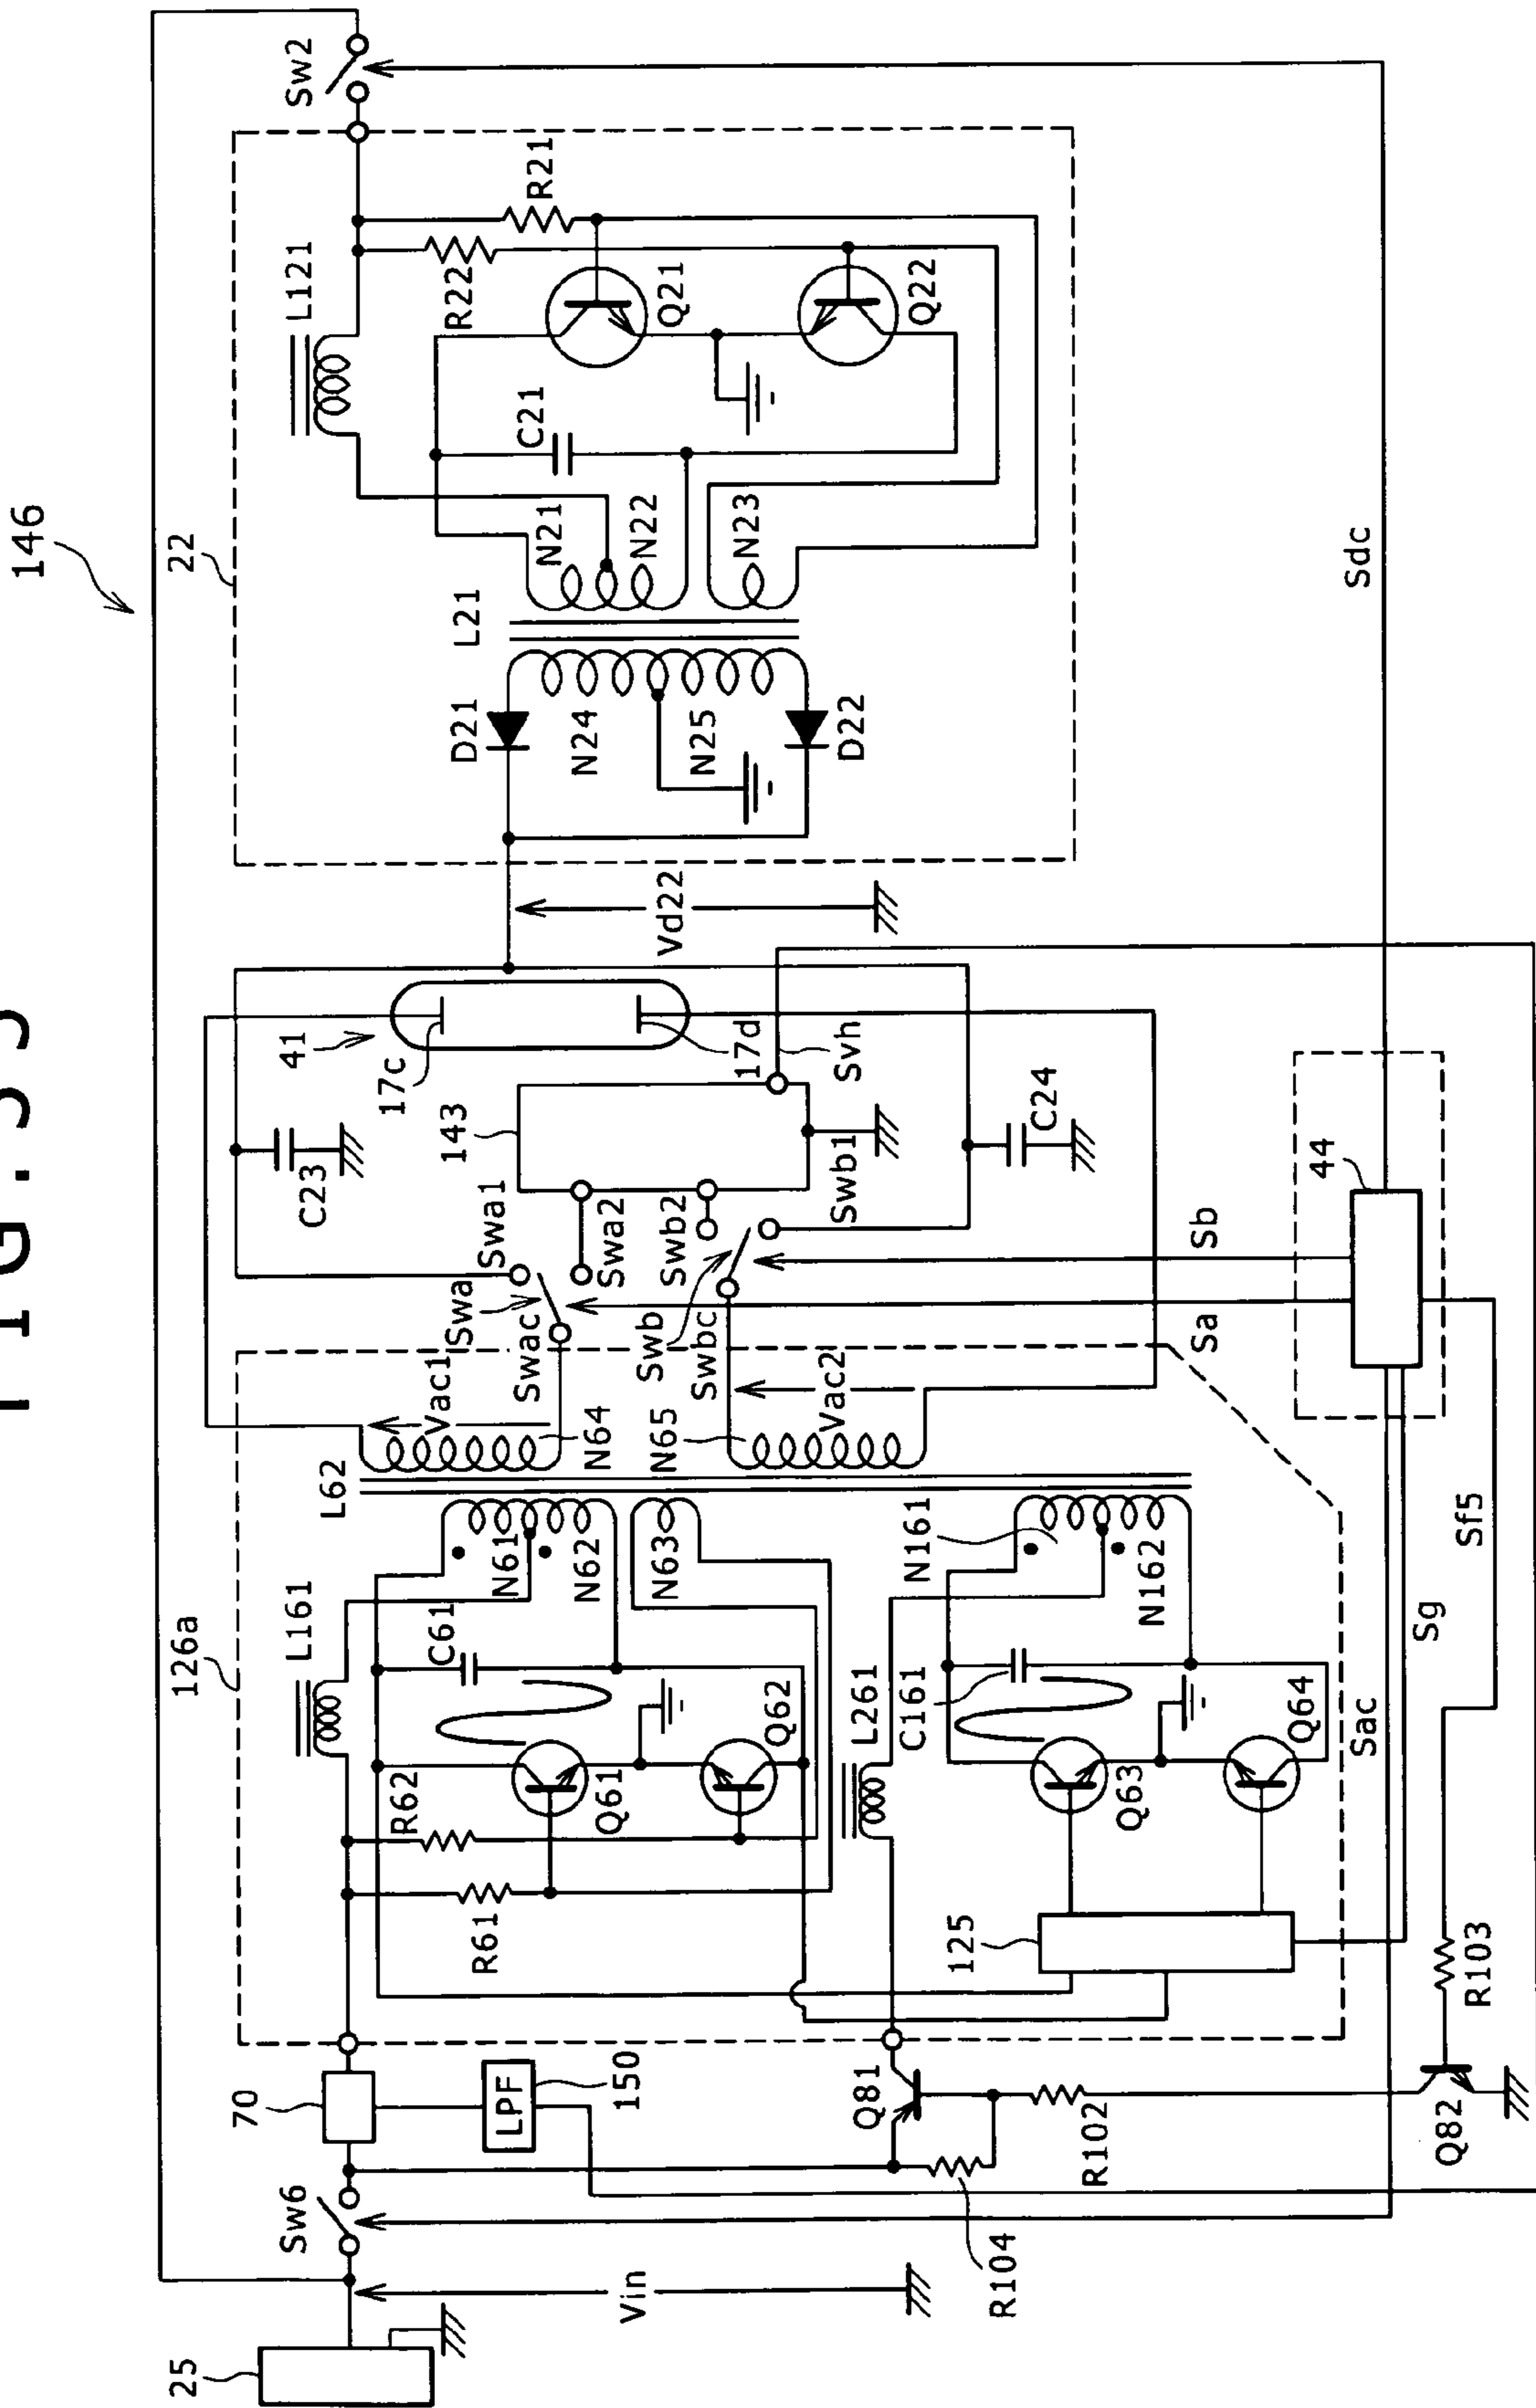 146
22
Sw2
L121
R21
R22
Q21
Q22
C21
N21
N22
N23
L21
D21
N24
N25
D22
Vd22
Sdc
41
17c
17d
Svh
143
C23
C24
Swa1
Swa2
Swb2
Swb1
Swa
Swac
Swb
Swbc
Sb
Sa
44
Vac1
Vac2
N64
N65
L62
126a
L161
N61
N62
N63
C61
R62
R61
Q61
Q62
L261
N161
N162
C161
Q63
Q64
125
Sac
Sg
Sf5
70
LPF
150
Q81
R102
R103
Q82
R104
Sw6
Vin
25